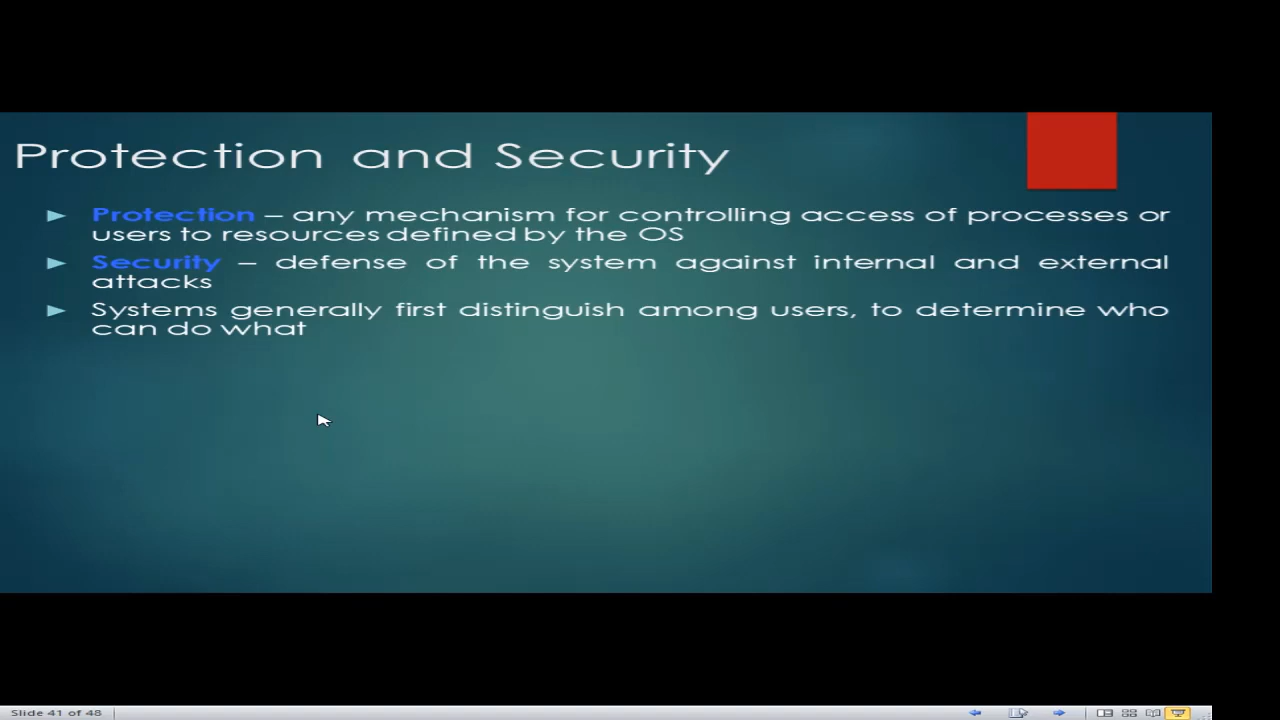 Protection and Security
► Protection – any mechanism for controlling access of processes or
users to resources defined by the OS
► Security – defense of the system against internal and external
attacks
► Systems generally first distinguish among users, to determine who
can do what
Slide 41 of 48